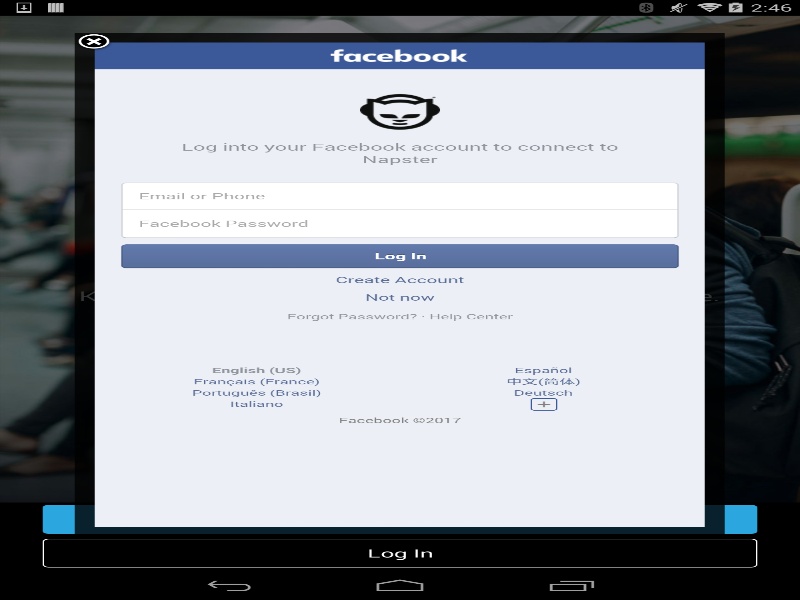 2:46
facebook
Log into your Facebook account to connect to
Napster
Email or Phone
Facebook Password
Log In
Create Account
Not now
Forgot Password? · Help Center
English (US)
Español
Français (France)
中文(简体)
Português (Brasil)
Deutsch
Italiano
Facebook ©2017
Log In